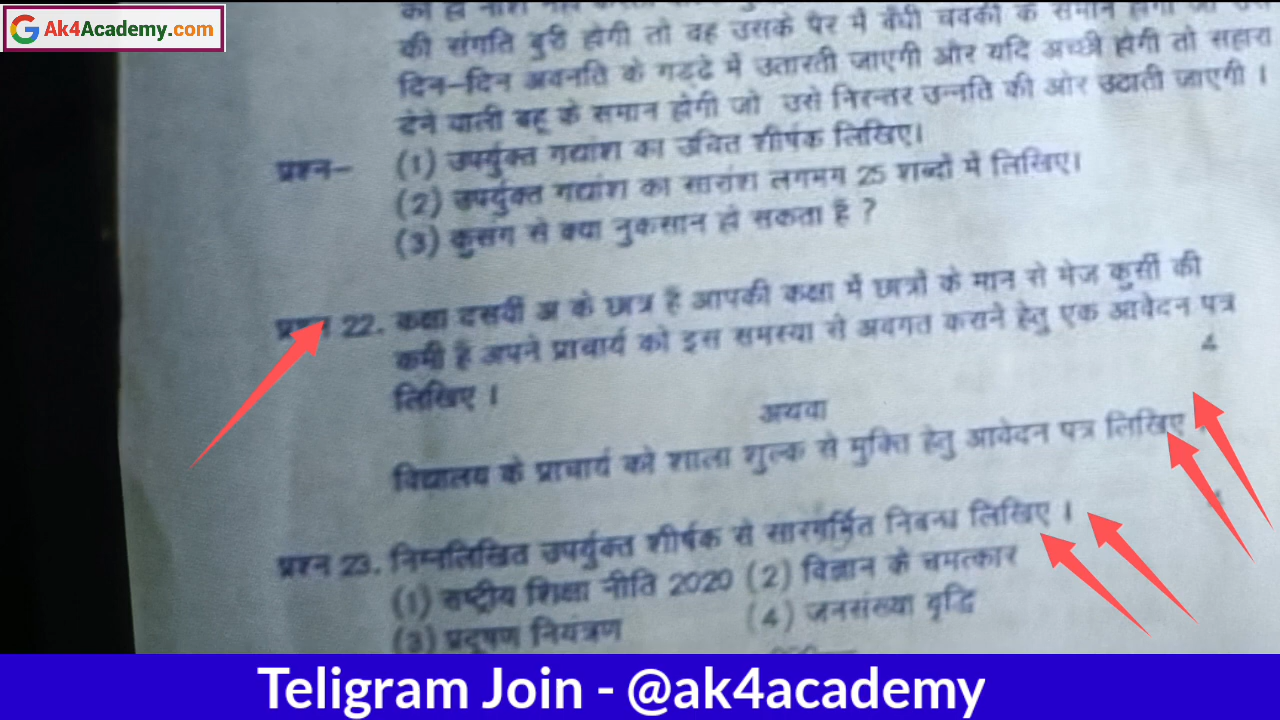 Ak4Academy.com
की संगति बुरी होगी तो वह उसके पैर में बँधी चक्की के समान होगी जो उसे
दिन-दिन अवनति के गड्ढे में उतारती जाएगी और यदि अच्छी होगी तो सहारा
देने वाली बहू के समान होगी जो उसे निरन्तर उन्नति की ओर उठाती जाएगी ।
प्रश्न- (1) उपर्युक्त गद्यांश का उचित शीर्षक लिखिए।
(2) उपर्युक्त गद्यांश का सारांश लगभग 25 शब्दों में लिखिए।
(3) कुसंग से क्या नुकसान हो सकता है ?
प्रश्न 22. कक्षा दसवीं अ के छात्र है आपकी कक्षा में छात्रों के मान से मेज कुर्सी की
कमी है अपने प्राचार्य को इस समस्या से अवगत कराने हेतु एक आवेदन पत्र
लिखिए । 4
अथवा
विद्यालय के प्राचार्य को शाला शुल्क से मुक्ति हेतु आवेदन पत्र लिखिए
प्रश्न 23. निम्नलिखित उपर्युक्त शीर्षक से सारगर्भित निबन्ध लिखिए । 4
(1) राष्ट्रीय शिक्षा नीति 2020 (2) विज्ञान के चमत्कार
(3) प्रदूषण नियंत्रण (4) जनसंख्या वृद्धि
Teligram Join - @ak4academy